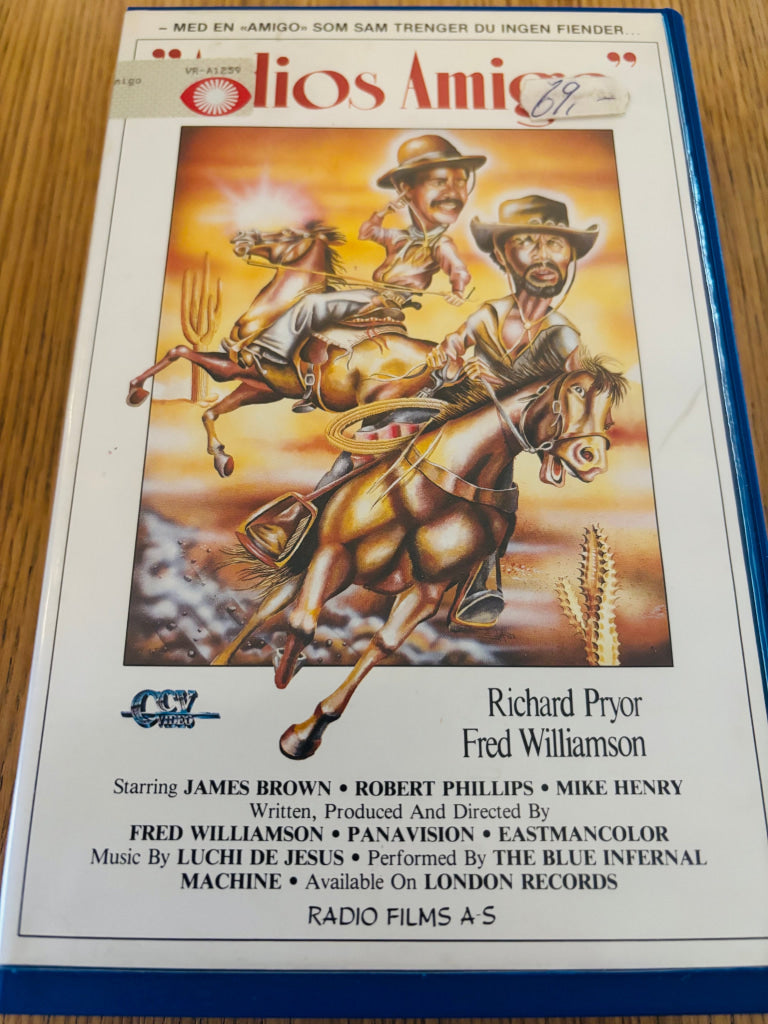 – MED EN «AMIGO» SOM SAM TRENGER DU INGEN FIENDER...
migo VR-A1259
dios Amigo”
69,-
CCV
VIDEO
Richard Pryor
Fred Williamson
Starring JAMES BROWN • ROBERT PHILLIPS • MIKE HENRY
Written, Produced And Directed By
FRED WILLIAMSON • PANAVISION • EASTMANCOLOR
Music By LUCHI DE JESUS • Performed By THE BLUE INFERNAL
MACHINE • Available On LONDON RECORDS
RADIO FILMS A-S